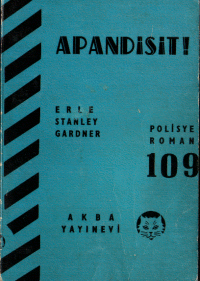 APANDİSİT!
ERLE
STANLEY
GARDNER
POLİSYE
ROMAN
109
AKBA
YAYINEVİ